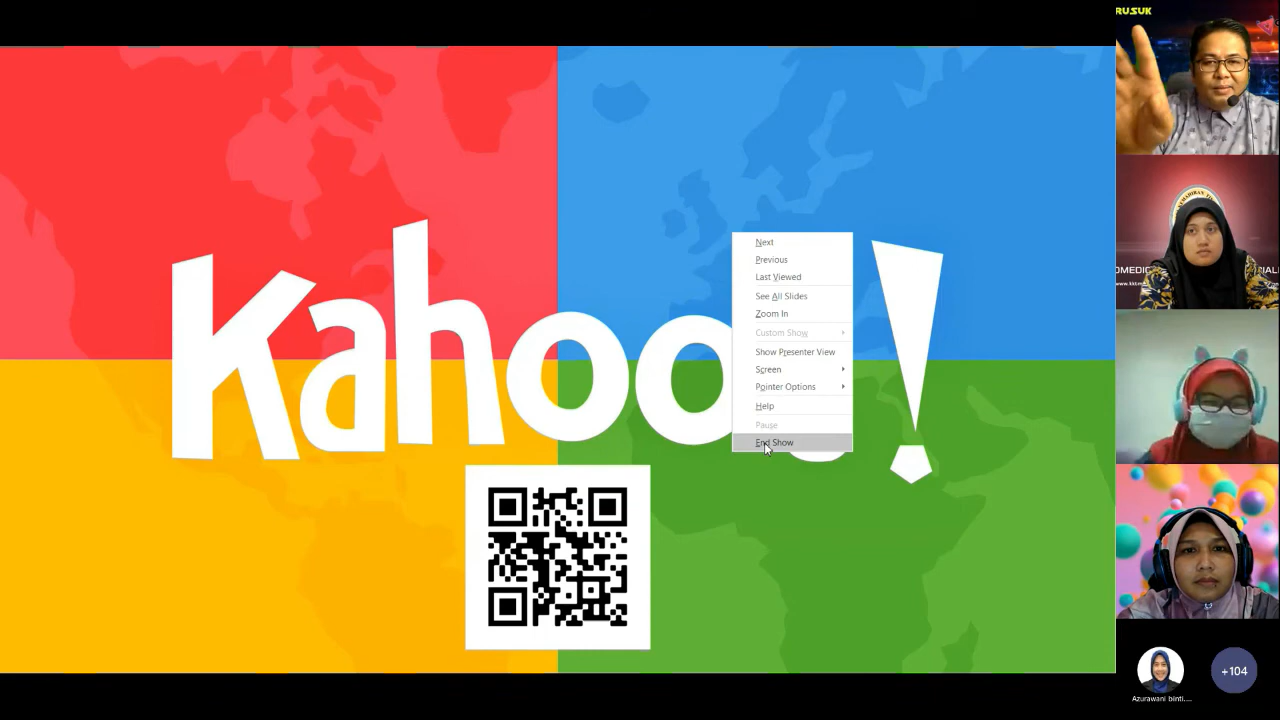 Kahoot!
Next
Previous
Last Viewed
See All Slides
Zoom In
Custom Show
Show Presenter View
Screen
Pointer Options
Help
Pause
End Show
RUSUK
Azurawani binti....
+104